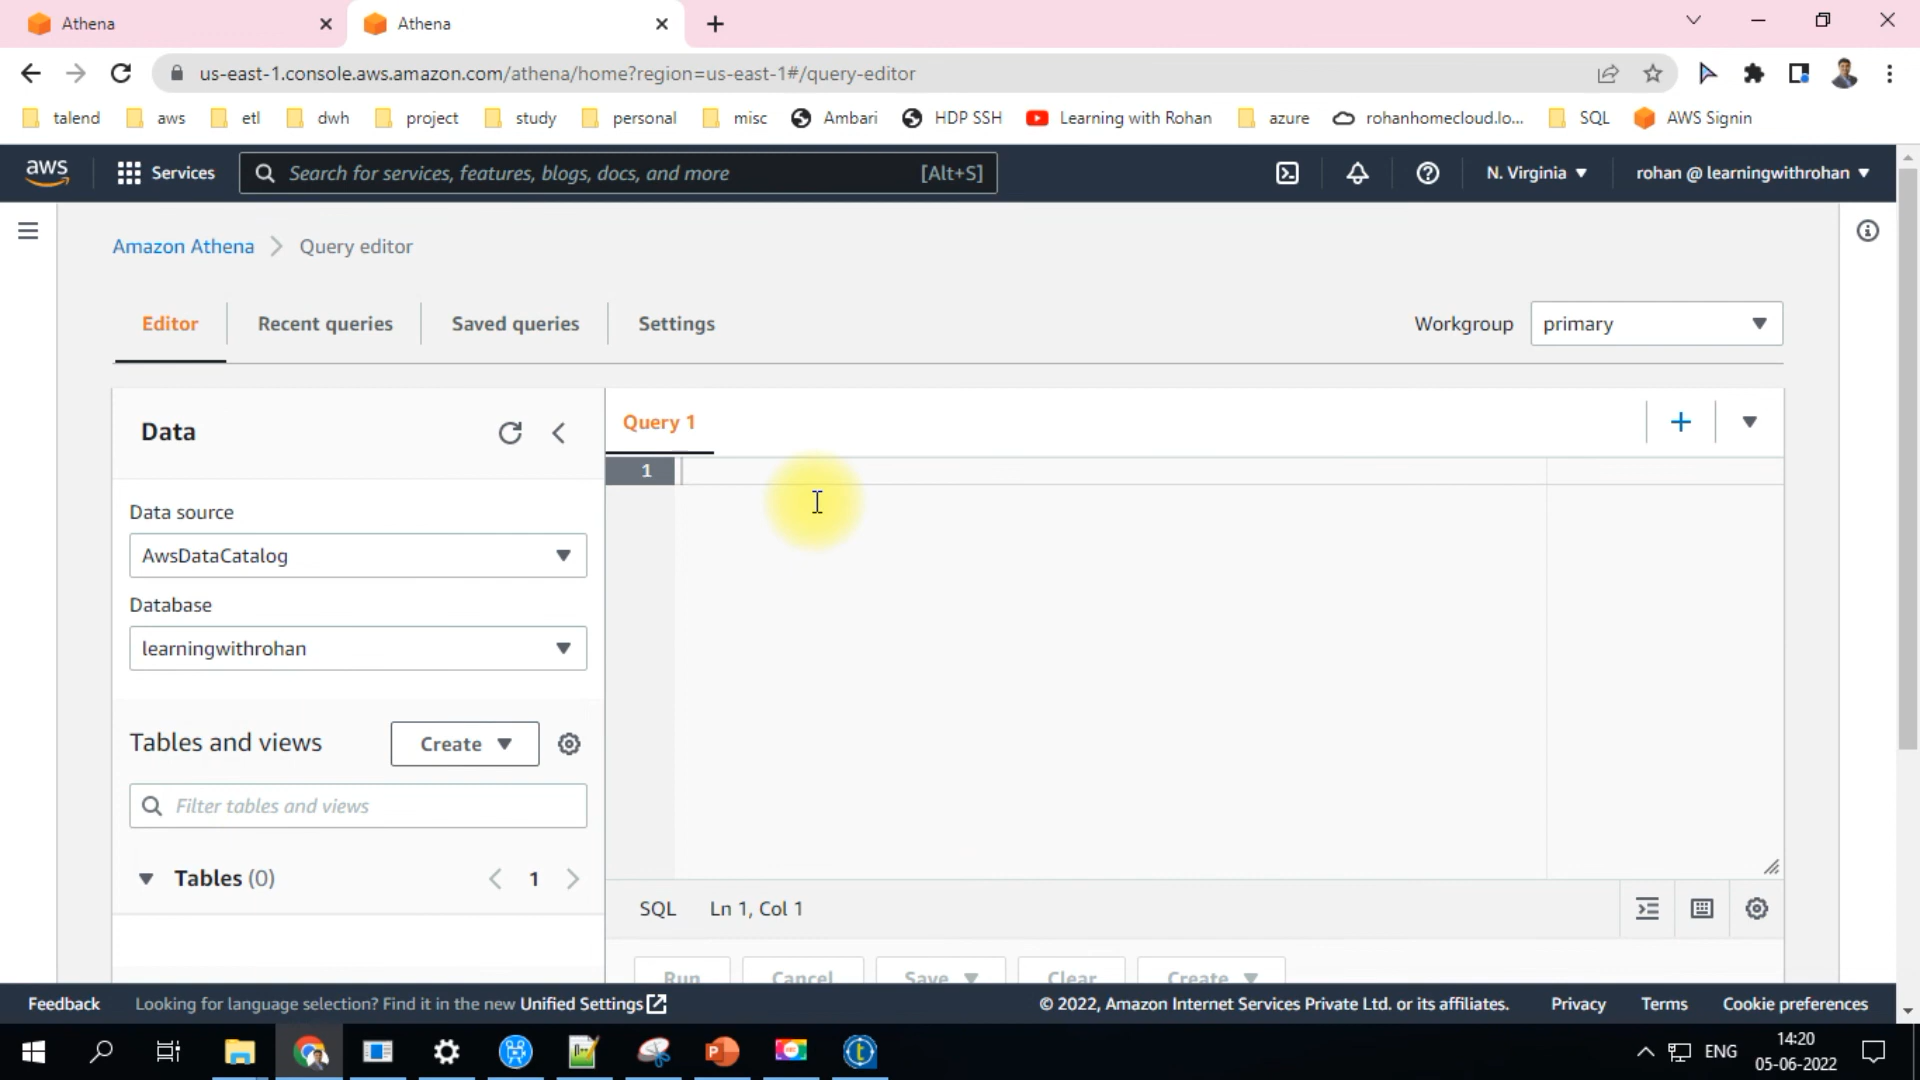 Athena
Athena
us-east-1.console.aws.amazon.com/athena/home?region=us-east-1#/query-editor
talend aws etl dwh project study personal misc Ambari HDP SSH Learning with Rohan azure rohanhomecloud.lo... SQL AWS Signin
aws Services Search for services, features, blogs, docs, and more [Alt+S] N. Virginia rohan @ learningwithrohan
Amazon Athena Query editor
Editor Recent queries Saved queries Settings Workgroup primary
Data
Query 1
1
Data source
AwsDataCatalog
Database
learningwithrohan
Tables and views Create
Filter tables and views
Tables (0) 1
SQL Ln 1, Col 1
Run Cancel Save Clear Create
Feedback Looking for language selection? Find it in the new Unified Settings © 2022, Amazon Internet Services Private Ltd. or its affiliates. Privacy Terms Cookie preferences
ENG
14:20
05-06-2022